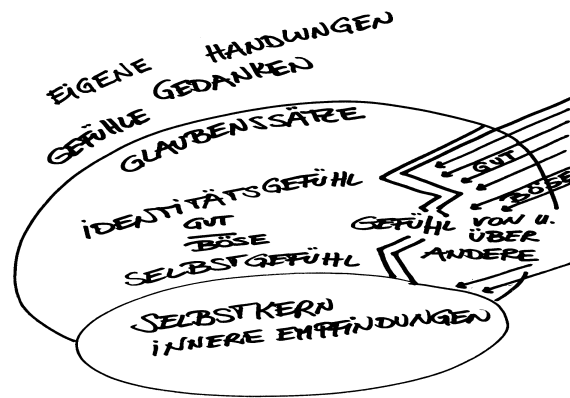 EIGENE HANDLUNGEN
GEFÜHLE GEDANKEN
GLAUBENSSÄTZE
IDENTITÄTSGEFÜHL
GUT
BÖSE
SELBSTGEFÜHL
GUT
BÖSE
GEFÜHL VON U.
ÜBER
ANDERE
SELBSTKERN
INNERE EMPFINDUNGEN